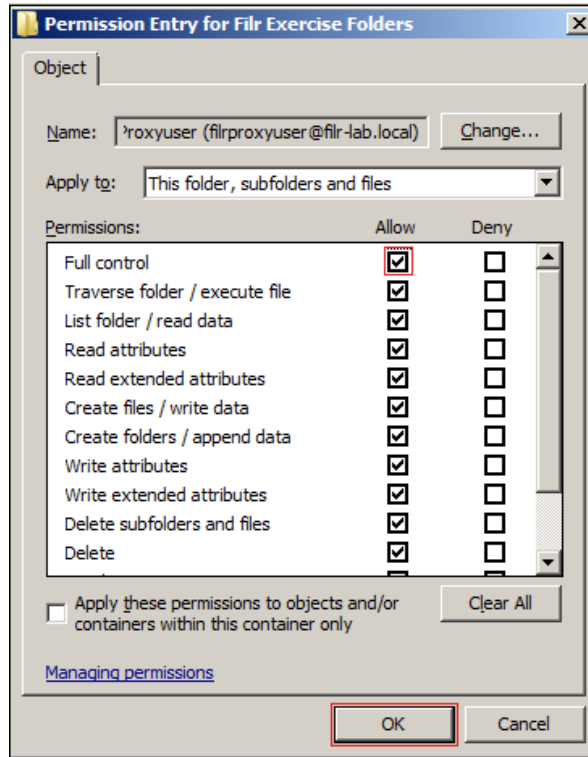 Permission Entry for Filr Exercise Folders
Object
Name: Proxyuser (filrproxyuser@filr-lab.local) Change...
Apply to: This folder, subfolders and files
Permissions: Allow Deny
Full control
Traverse folder / execute file
List folder / read data
Read attributes
Read extended attributes
Create files / write data
Create folders / append data
Write attributes
Write extended attributes
Delete subfolders and files
Delete
Apply these permissions to objects and/or
containers within this container only
Clear All
Managing permissions
OK Cancel